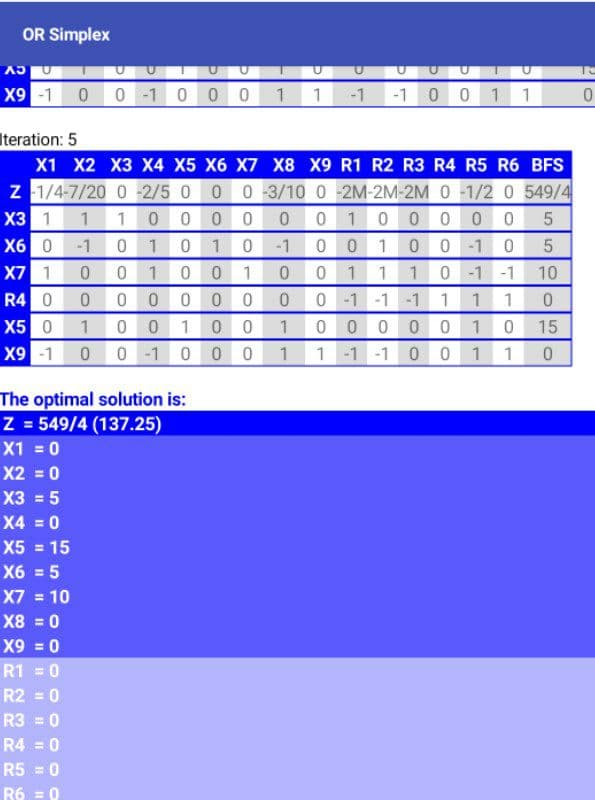 OR Simplex
X5 0 1 0 0 1 0 0 1 0 0 0 0 0 1 0 15
X9 -1 0 0 -1 0 0 0 1 1 -1 -1 0 0 1 1 0
Iteration: 5
X1 X2 X3 X4 X5 X6 X7 X8 X9 R1 R2 R3 R4 R5 R6 BFS
Z -1/4 -7/20 0 -2/5 0 0 0 -3/10 0 -2M -2M -2M 0 -1/2 0 549/4
X3 1 1 1 0 0 0 0 0 0 1 0 0 0 0 0 5
X6 0 -1 0 1 0 1 0 -1 0 0 1 0 0 -1 0 5
X7 1 0 0 1 0 0 1 0 0 1 1 1 0 -1 -1 10
R4 0 0 0 0 0 0 0 0 0 -1 -1 -1 1 1 1 0
X5 0 1 0 0 1 0 0 1 0 0 0 0 0 1 0 15
X9 -1 0 0 -1 0 0 0 1 1 -1 -1 0 0 1 1 0
The optimal solution is:
Z = 549/4 (137.25)
X1 = 0
X2 = 0
X3 = 5
X4 = 0
X5 = 15
X6 = 5
X7 = 10
X8 = 0
X9 = 0
R1 = 0
R2 = 0
R3 = 0
R4 = 0
R5 = 0
R6 = 0